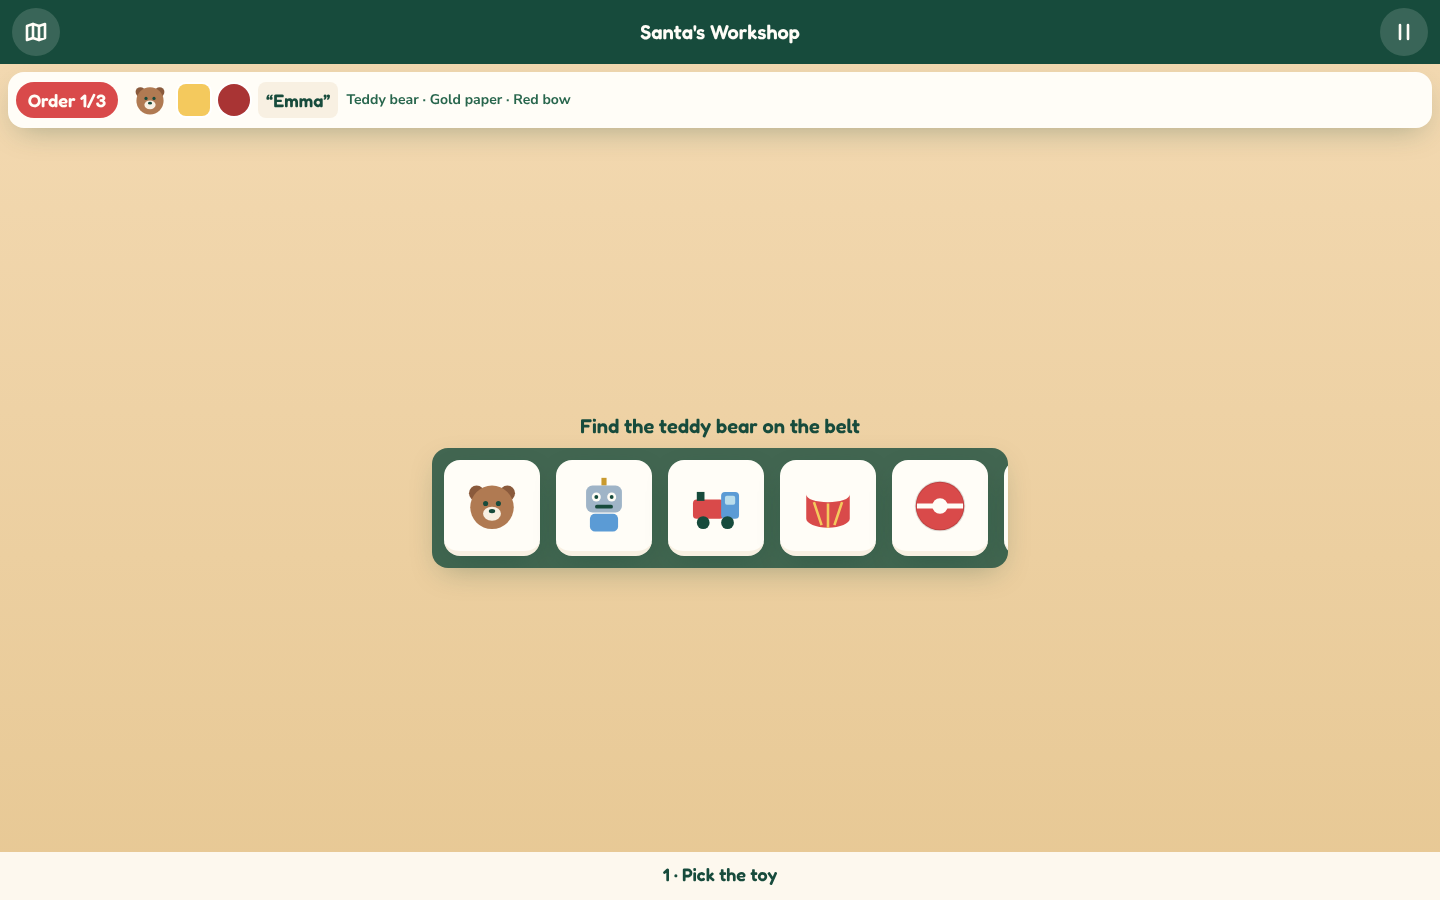 Santa's Workshop
Order 1/3
“Emma”
Teddy bear · Gold paper · Red bow
Find the teddy bear on the belt
1 · Pick the toy